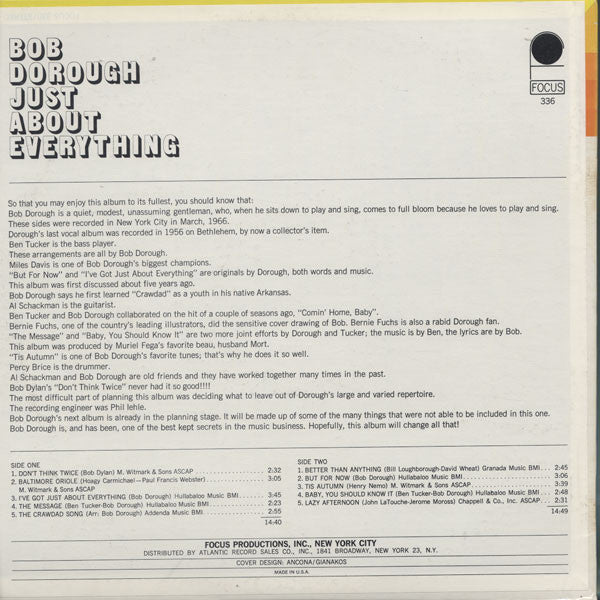 BOB
DOROUGH
JUST
ABOUT
EVERYTHING
FOCUS
336
So that you may enjoy this album to its fullest, you should know that:
Bob Dorough is a quiet, modest, unassuming gentleman, who, when he sits down to play and sing, comes to full bloom because he loves to play and sing.
These sides were recorded in New York City in March, 1966.
Dorough's last vocal album was recorded in 1956 on Bethlehem, by now a collector's item.
Ben Tucker is the bass player.
These arrangements are all by Bob Dorough.
Miles Davis is one of Bob Dorough's biggest champions.
"But For Now" and "I've Got Just About Everything" are originals by Dorough, both words and music.
This album was first discussed about five years ago.
Bob Dorough says he first learned "Crawdad" as a youth in his native Arkansas.
Al Schackman is the guitarist.
Ben Tucker and Bob Dorough collaborated on the hit of a couple of seasons ago, "Comin' Home, Baby".
Bernie Fuchs, one of the country's leading illustrators, did the sensitive cover drawing of Bob. Bernie Fuchs is also a rabid Dorough fan.
"The Message" and "Baby, You Should Know It" are two more joint efforts by Dorough and Tucker; the music is by Ben, the lyrics are by Bob.
This album was produced by Muriel Fega's favorite beau, husband Mort.
"Tis Autumn" is one of Bob Dorough's favorite tunes; that's why he does it so well.
Percy Brice is the drummer.
Al Schackman and Bob Dorough are old friends and they have worked together many times in the past.
Bob Dylan's "Don't Think Twice" never had it so good!!!!
The most difficult part of planning this album was deciding what to leave out of Dorough's large and varied repertoire.
The recording engineer was Phil Iehle.
Bob Dorough's next album is already in the planning stage. It will be made up of some of the many things that were not able to be included in this one.
Bob Dorough is, and has been, one of the best kept secrets in the music business. Hopefully, this album will change all that!
SIDE ONE
1. DON'T THINK TWICE (Bob Dylan) M. Witmark & Sons ASCAP . . . . . . . . . . . . . . . . 2:32
2. BALTIMORE ORIOLE (Hoagy Carmichael—Paul Francis Webster) . . . . . . . . . . . . . . . 3:05
M. Witmark & Sons ASCAP
3. I'VE GOT JUST ABOUT EVERYTHING (Bob Dorough) Hullabaloo Music BMI . . . . 3:45
4. THE MESSAGE (Ben Tucker-Bob Dorough) Hullabaloo Music BMI . . . . . . . . . . . 2:23
5. THE CRAWDAD SONG (Arr: Bob Dorough) Addenda Music BMI . . . . . . . . . . . . . 2:55
14:40
SIDE TWO
1. BETTER THAN ANYTHING (Bill Loughborough-David Wheat) Granada Music BMI . . . 2:45
2. BUT FOR NOW (Bob Dorough) Hullabaloo Music BMI . . . . . . . . . . . . . . . . . . . 3:06
3. TIS AUTUMN (Henry Nemo) M. Witmark & Sons ASCAP . . . . . . . . . . . . . . . . . 3:39
4. BABY, YOU SHOULD KNOW IT (Ben Tucker-Bob Dorough) Hullabaloo Music BMI . . . . 2:48
5. LAZY AFTERNOON (John LaTouche-Jerome Moross) Chappell & Co., Inc. ASCAP . . 2:31
14:49
FOCUS PRODUCTIONS, INC., NEW YORK CITY
DISTRIBUTED BY ATLANTIC RECORD SALES CO., INC., 1841 BROADWAY, NEW YORK 23, N.Y.
COVER DESIGN: ANCONA/GIANAKOS
MADE IN U.S.A.